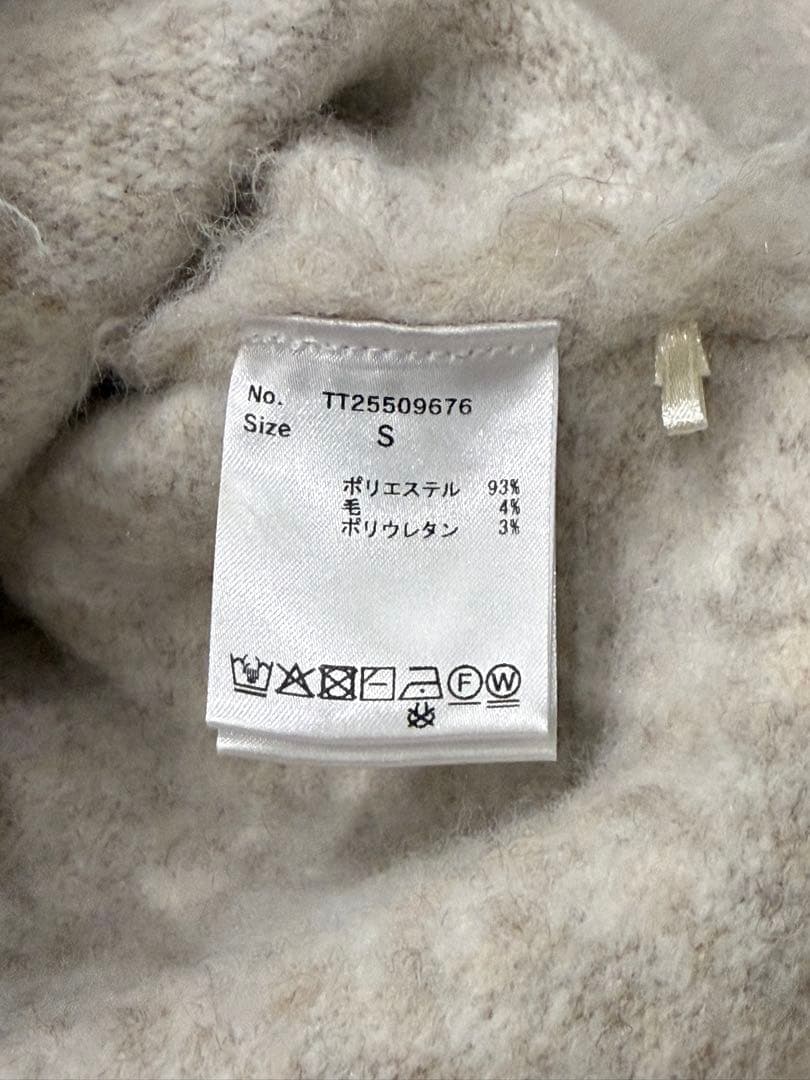 No. TT25509676
Size S
ポリエステル 93%
毛 4%
ポリウレタン 3%
F W